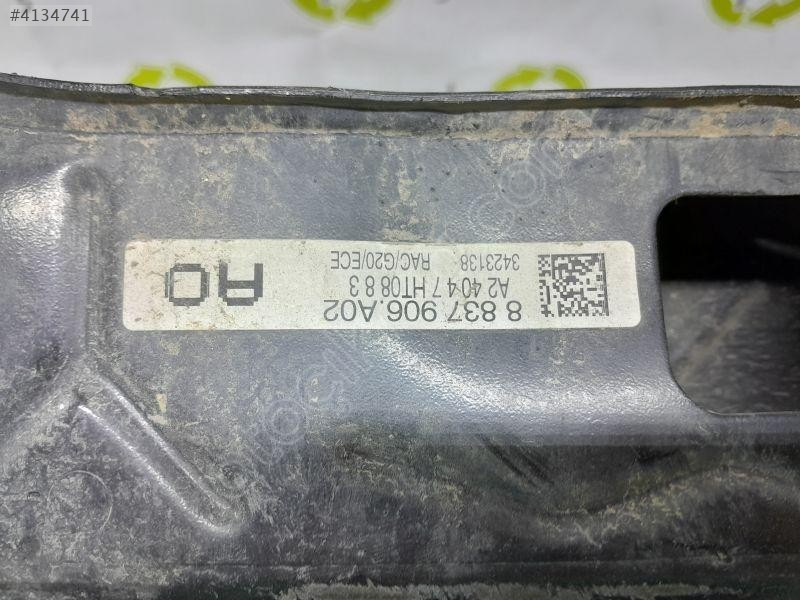 #4134741
8 837 906 A02
A2 40 4 7 HT08 8 3
3423138 RAC/G20/ECE
AO